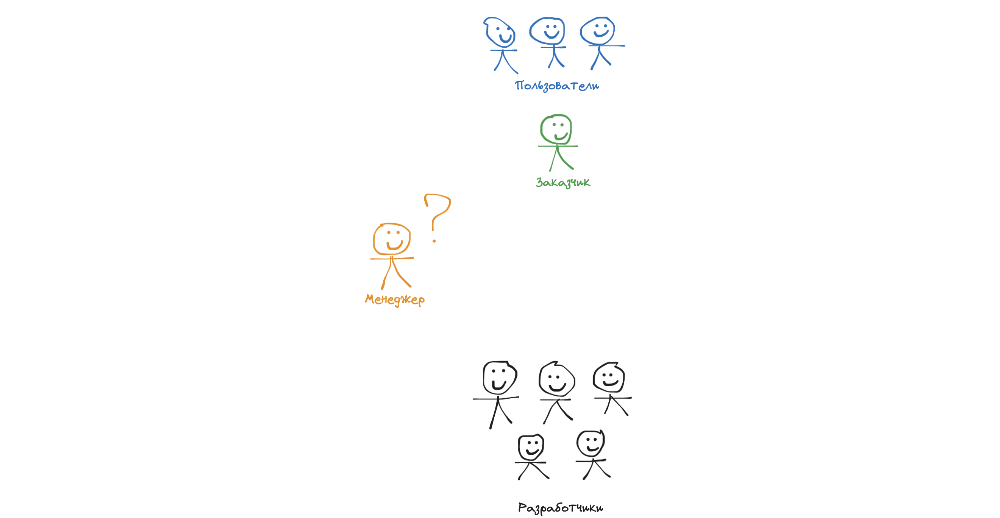 Пользователи
Заказчик
?
Менеджер
Разработчики